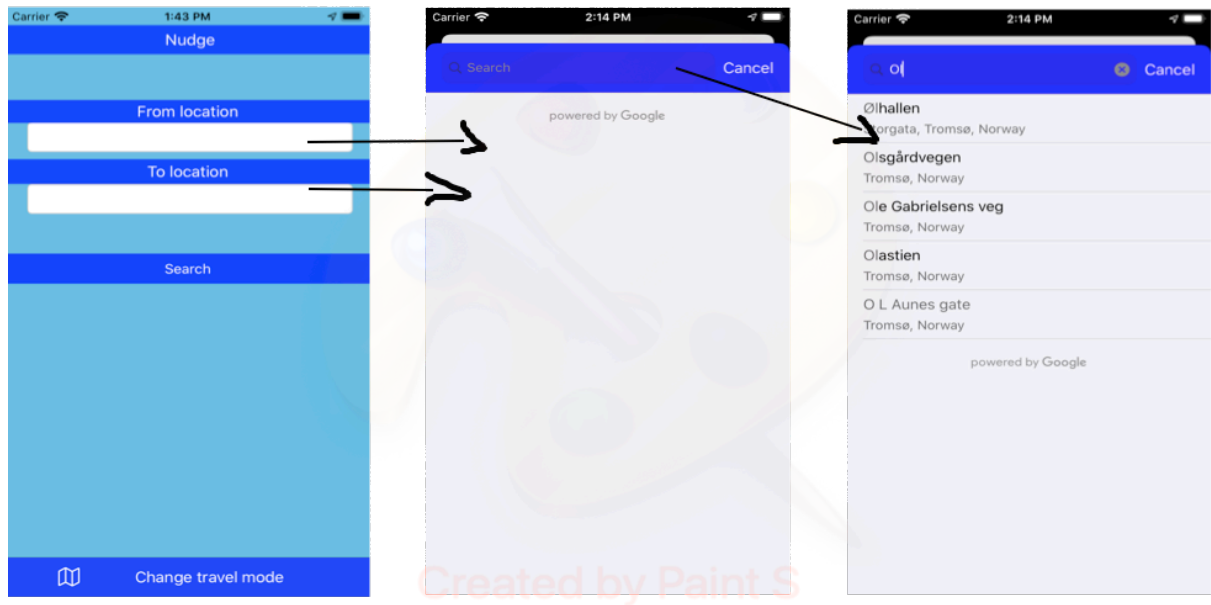 Carrier 1:43 PM
Nudge
From location
To location
Search
Change travel mode
Carrier 2:14 PM
Search Cancel
powered by Google
Carrier 2:14 PM
Ol Cancel
Ølhallen
Storgata, Tromsø, Norway
Olsgårdvegen
Tromsø, Norway
Ole Gabrielsens veg
Tromsø, Norway
Olastien
Tromsø, Norway
O L Aunes gate
Tromsø, Norway
powered by Google
Created by Paint S